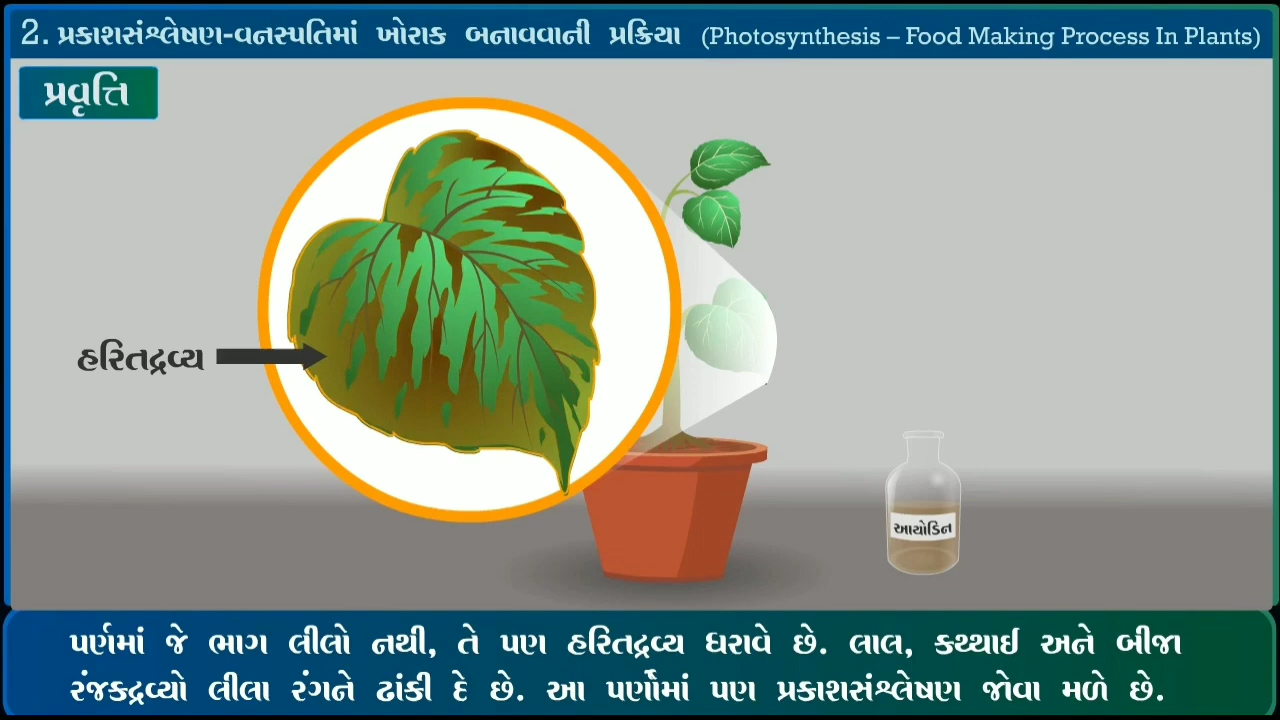 2. પ્રકાશસંશ્લેષણ-વનસ્પતિમાં ખોરાક બનાવવાની પ્રક્રિયા (Photosynthesis – Food Making Process In Plants)
પ્રવૃત્તિ
હરિતદ્રવ્ય
આયોડિન
પર્ણમાં જે ભાગ લીલો નથી, તે પણ હરિતદ્રવ્ય ધરાવે છે. લાલ, કથ્થાઈ અને બીજા
રંજકદ્રવ્યો લીલા રંગને ઢાંકી દે છે. આ પર્ણોમાં પણ પ્રકાશસંશ્લેષણ જોવા મળે છે.